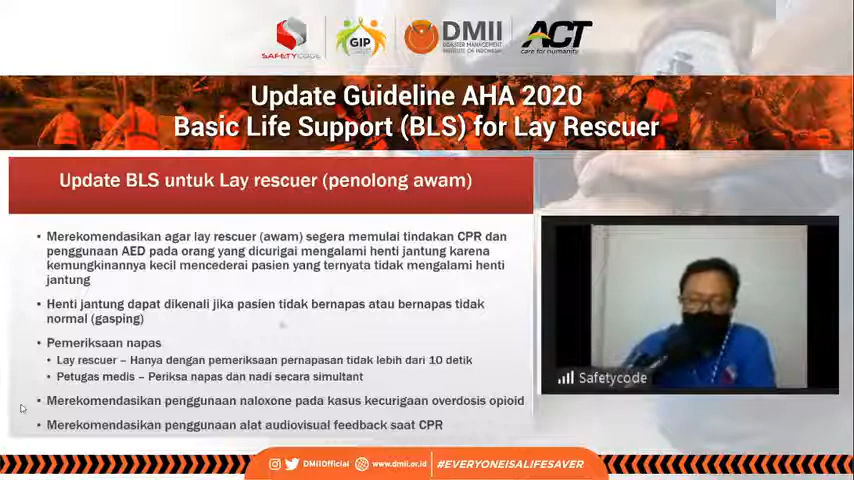 SAFETYCODE
GIP
DMII
DISASTER MANAGEMENT
INSTITUTE OF INDONESIA
ACT
care for humanity
Update Guideline AHA 2020
Basic Life Support (BLS) for Lay Rescuer
Update BLS untuk Lay rescuer (penolong awam)
• Merekomendasikan agar lay rescuer (awam) segera memulai tindakan CPR dan
penggunaan AED pada orang yang dicurigai mengalami henti jantung karena
kemungkinannya kecil mencederai pasien yang ternyata tidak mengalami henti
jantung
• Henti jantung dapat dikenali jika pasien tidak bernapas atau bernapas tidak
normal (gasping)
• Pemeriksaan napas
• Lay rescuer – Hanya dengan pemeriksaan pernapasan tidak lebih dari 10 detik
• Petugas medis – Periksa napas dan nadi secara simultant
• Merekomendasikan penggunaan naloxone pada kasus kecurigaan overdosis opioid
• Merekomendasikan penggunaan alat audiovisual feedback saat CPR
Safetycode
DMIIOfficial
www.dmii.or.id
#EVERYONEISALIFESAVER